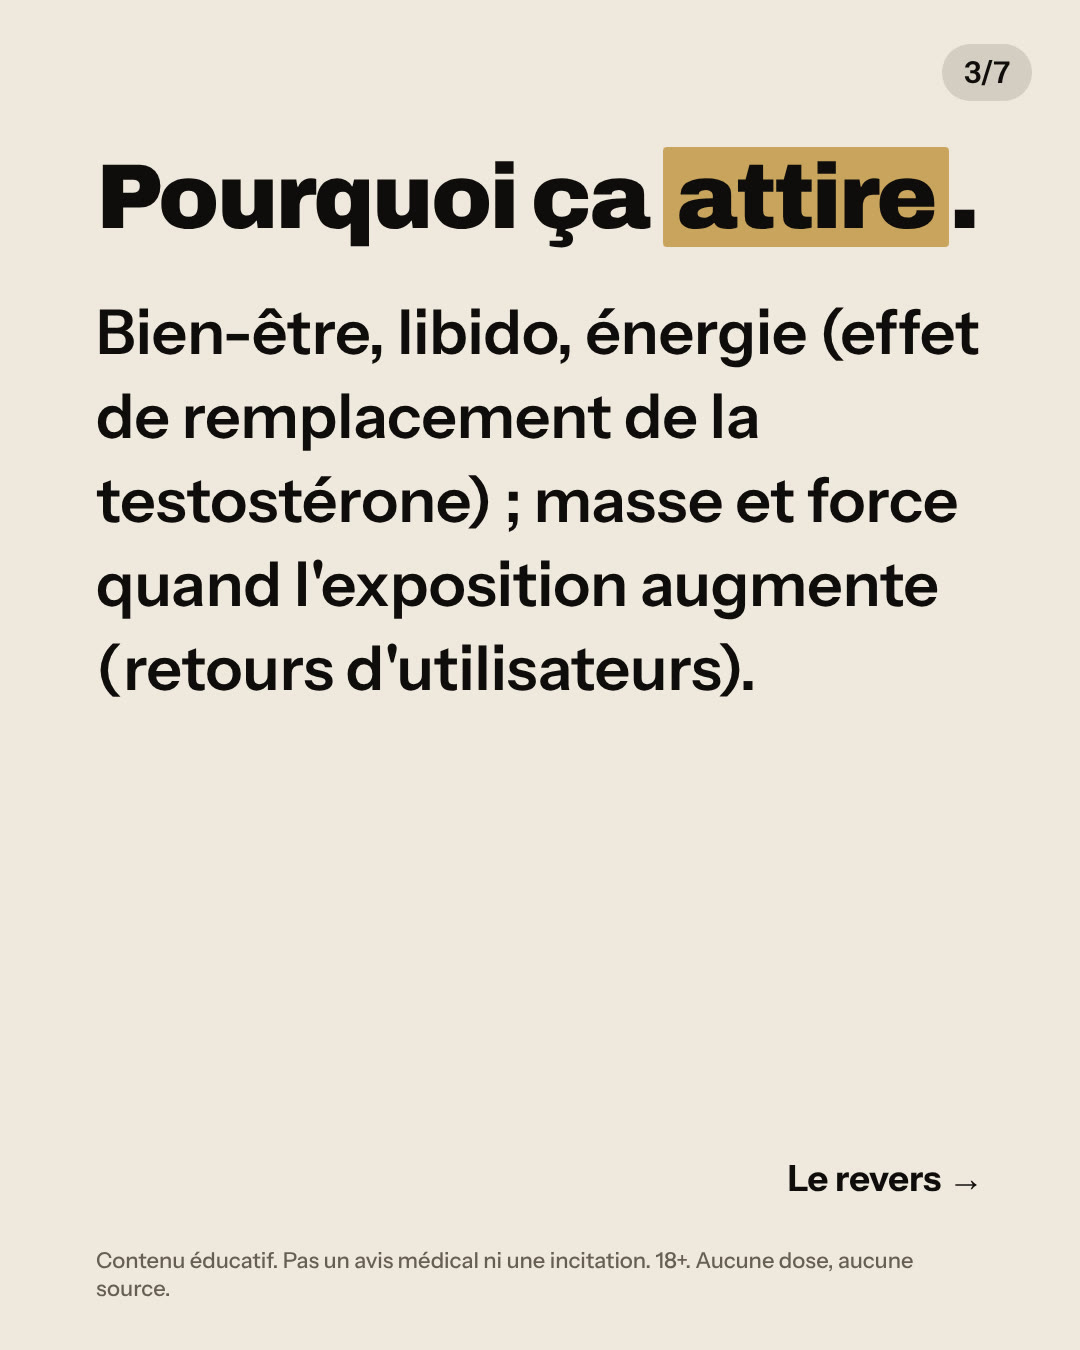 3/7
Pourquoi ça attire.
Bien-être, libido, énergie (effet
de remplacement de la
testostérone) ; masse et force
quand l'exposition augmente
(retours d'utilisateurs).
Le revers →
Contenu éducatif. Pas un avis médical ni une incitation. 18+. Aucune dose, aucune
source.